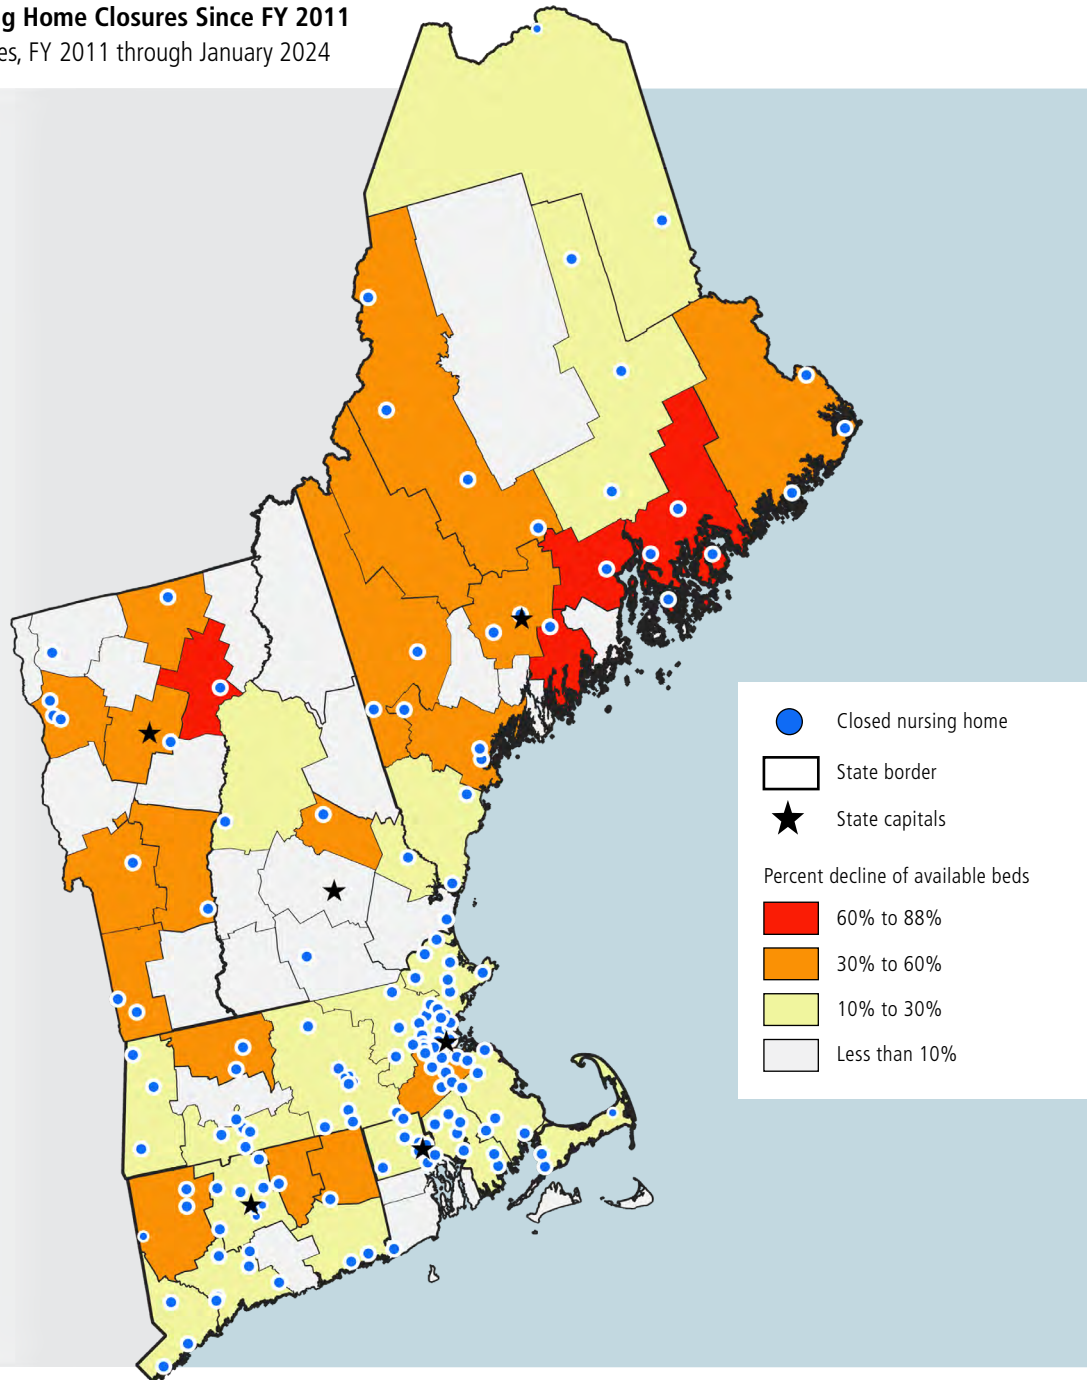 g Home Closures Since FY 2011
es, FY 2011 through January 2024
Closed nursing home
State border
State capitals
Percent decline of available beds
60% to 88%
30% to 60%
10% to 30%
Less than 10%